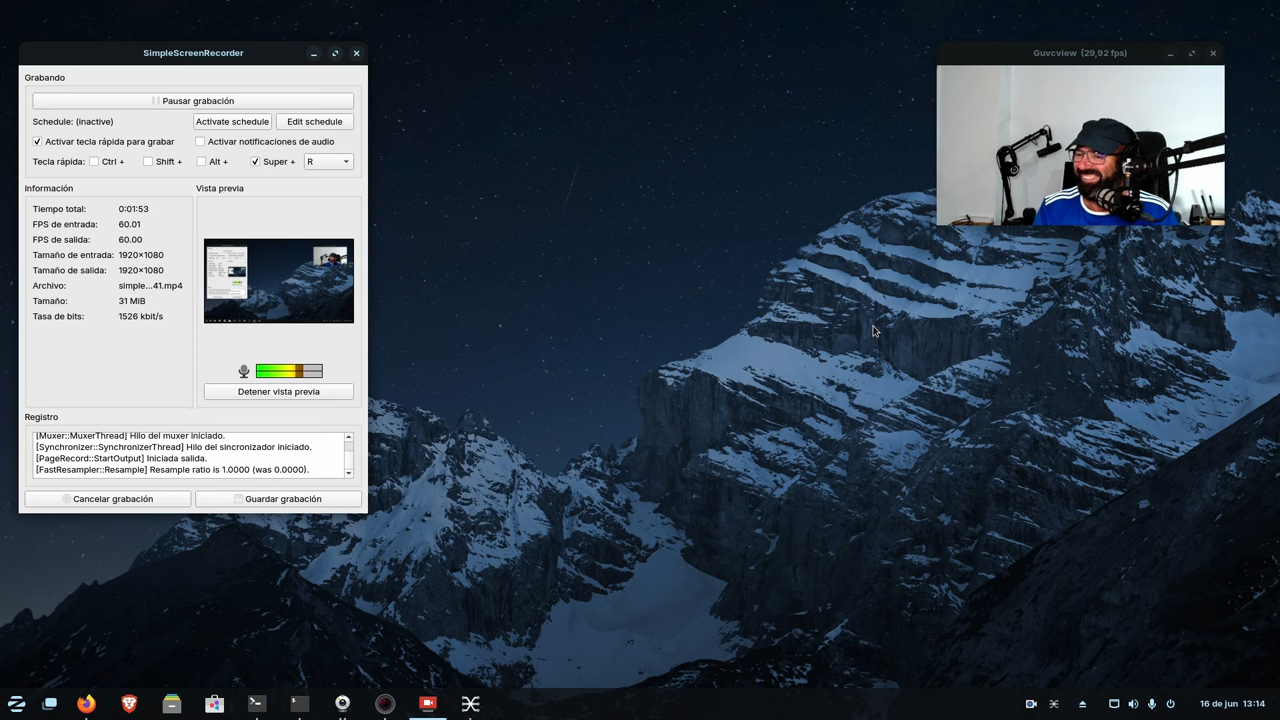 SimpleScreenRecorder
Guvcview (29,92 fps)
Grabando
Pausar grabación
Schedule: (inactive)
Activate schedule
Edit schedule
Activar tecla rápida para grabar
Activar notificaciones de audio
Tecla rápida: Ctrl + Shift + Alt + Super + R
Información
Vista previa
Tiempo total: 0:01:53
FPS de entrada: 60.01
FPS de salida: 60.00
Tamaño de entrada: 1920×1080
Tamaño de salida: 1920×1080
Archivo: simple...41.mp4
Tamaño: 31 MiB
Tasa de bits: 1526 kbit/s
Detener vista previa
Registro
[Muxer::MuxerThread] Hilo del muxer iniciado.
[Synchronizer::SynchronizerThread] Hilo del sincronizador iniciado.
[PageRecord::StartOutput] Iniciada salida.
[FastResampler::Resample] Resample ratio is 1.0000 (was 0.0000).
Cancelar grabación
Guardar grabación
16 de jun 13:14